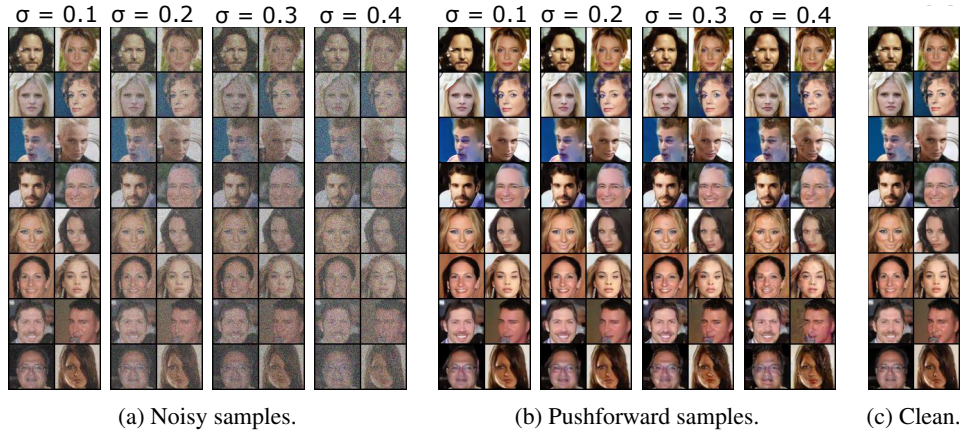 σ = 0.1 σ = 0.2 σ = 0.3 σ = 0.4 σ = 0.1 σ = 0.2 σ = 0.3 σ = 0.4
(a) Noisy samples. (b) Pushforward samples. (c) Clean.